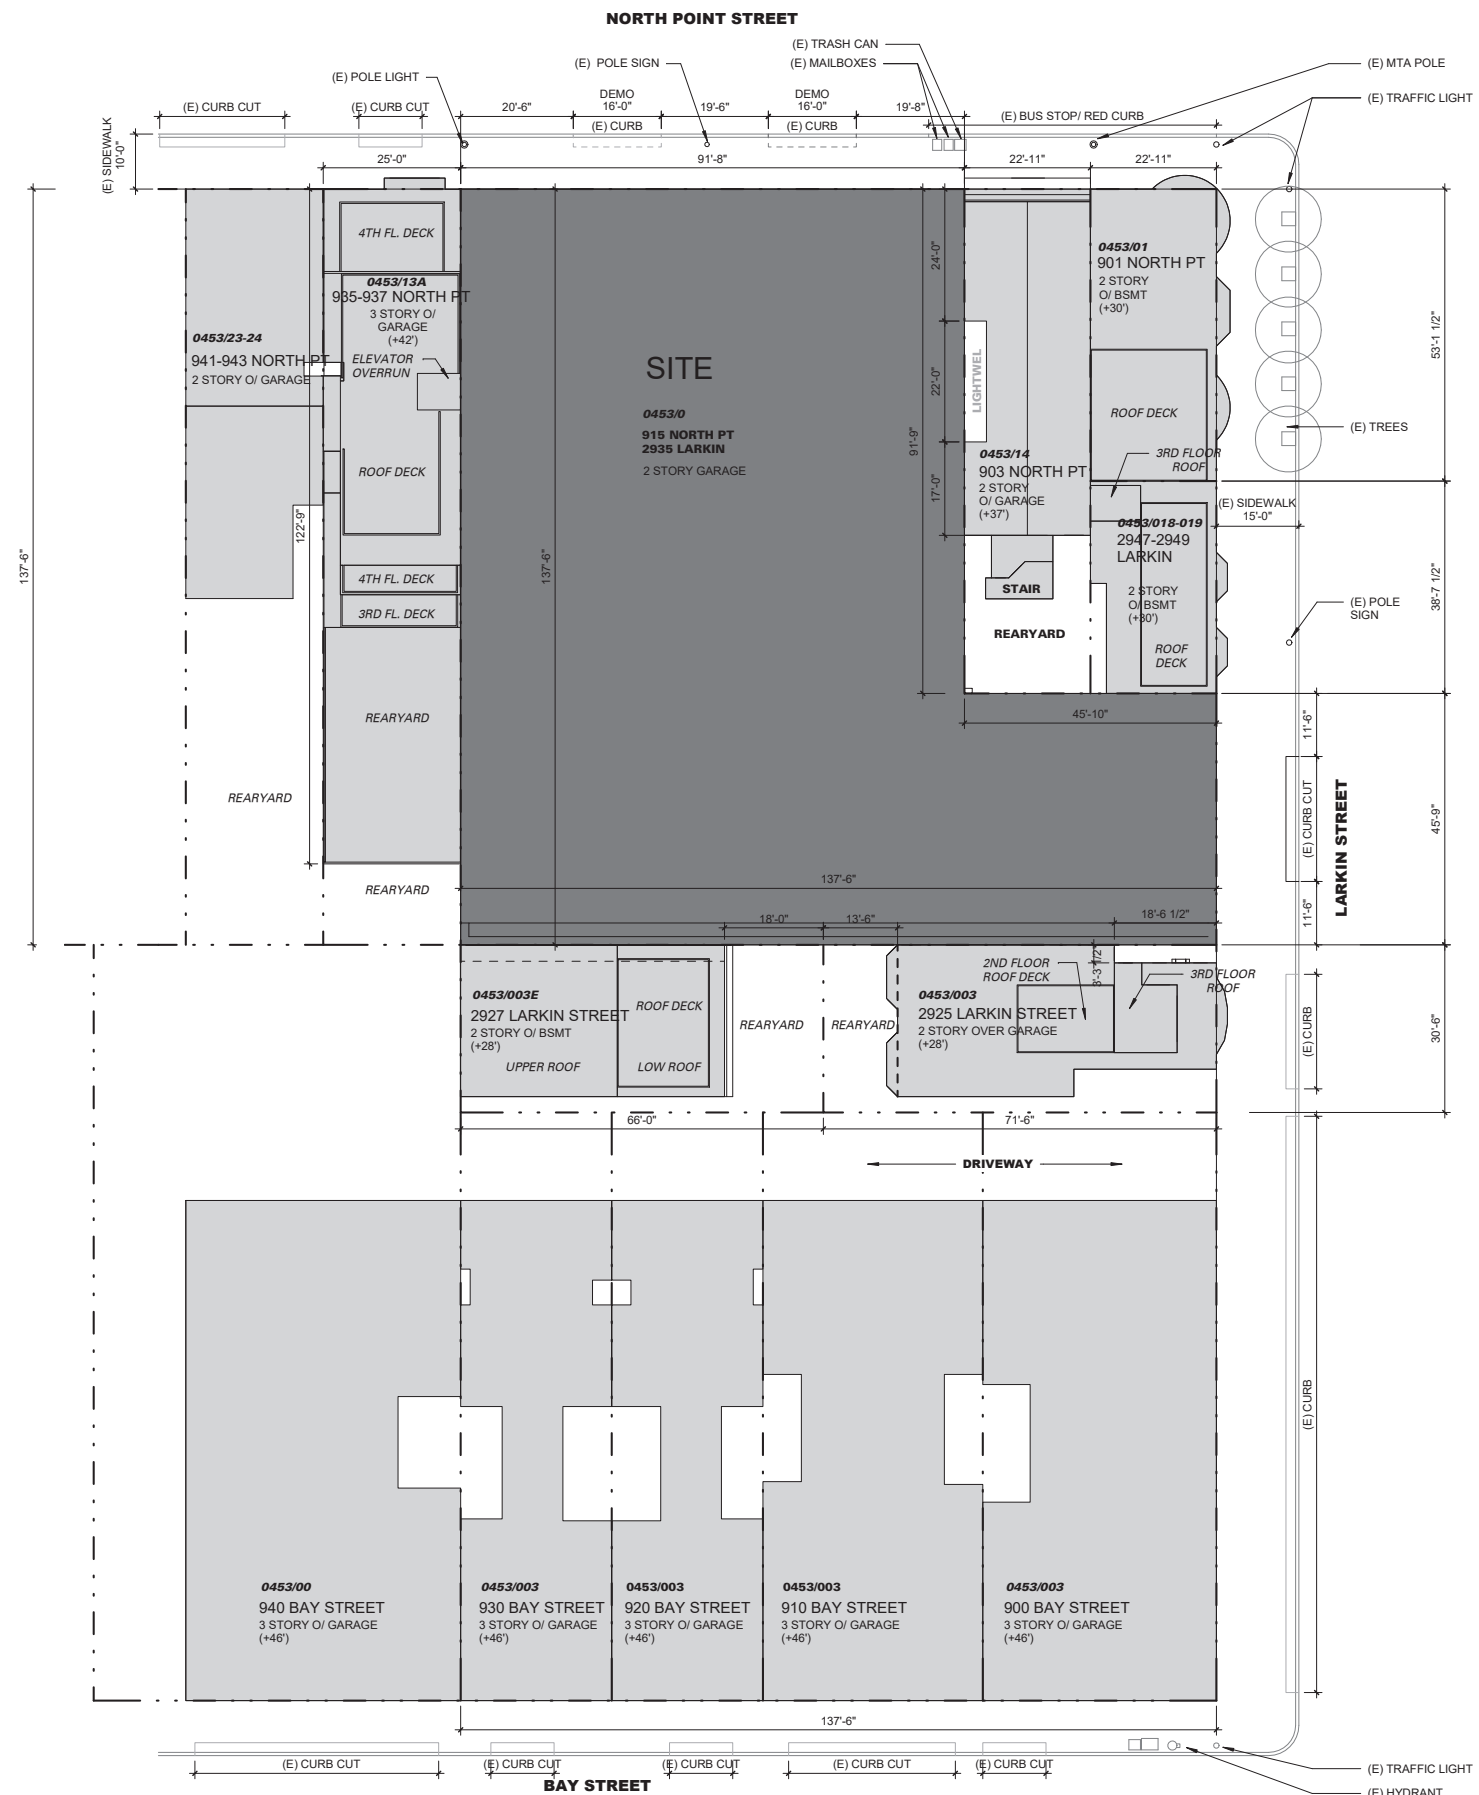 NORTH POINT STREET
(E) TRASH CAN
(E) POLE SIGN
(E) MAILBOXES
(E) MTA POLE
(E) POLE LIGHT
(E) TRAFFIC LIGHT
(E) CURB CUT
(E) CURB CUT
20'-6"
DEMO
16'-0"
19'-6"
DEMO
16'-0"
19'-8"
(E) BUS STOP/ RED CURB
(E) CURB
(E) CURB
(E) SIDEWALK
10'-0"
25'-0"
91'-8"
22'-11"
22'-11"
4TH FL. DECK
0453/13A
935-937 NORTH PT
3 STORY O/
GARAGE
(+42')
0453/23-24
941-943 NORTH PT
2 STORY O/ GARAGE
ELEVATOR
OVERRUN
ROOF DECK
122'-9"
137'-6"
137'-6"
4TH FL. DECK
3RD FL. DECK
REARYARD
REARYARD
REARYARD
SITE
0453/0
915 NORTH PT
2935 LARKIN
2 STORY GARAGE
24'-0"
22'-0"
17'-0"
91'-9"
LIGHTWEL
0453/14
903 NORTH PT
2 STORY
O/ GARAGE
(+37')
STAIR
REARYARD
0453/01
901 NORTH PT
2 STORY
O/ BSMT
(+30')
ROOF DECK
3RD FLOOR
ROOF
0453/018-019
2947-2949
LARKIN
2 STORY
O/ BSMT
(+30')
ROOF
DECK
(E) SIDEWALK
15'-0"
(E) TREES
53'-1 1/2"
38'-7 1/2"
(E) POLE
SIGN
45'-10"
11'-6"
(E) CURB CUT
LARKIN STREET
45'-9"
11'-6"
137'-6"
18'-0"
13'-6"
18'-6 1/2"
3'-3 1/2"
0453/003E
2927 LARKIN STREET
2 STORY O/ BSMT
(+28')
UPPER ROOF
ROOF DECK
LOW ROOF
REARYARD
REARYARD
2ND FLOOR
ROOF DECK
0453/003
2925 LARKIN STREET
2 STORY OVER GARAGE
(+28')
3RD FLOOR
ROOF
(E) CURB
30'-6"
66'-0"
71'-6"
DRIVEWAY
(E) CURB
0453/00
940 BAY STREET
3 STORY O/ GARAGE
(+46')
0453/003
930 BAY STREET
3 STORY O/ GARAGE
(+46')
0453/003
920 BAY STREET
3 STORY O/ GARAGE
(+46')
0453/003
910 BAY STREET
3 STORY O/ GARAGE
(+46')
0453/003
900 BAY STREET
3 STORY O/ GARAGE
(+46')
137'-6"
(E) CURB CUT
(E) CURB CUT
(E) CURB CUT
(E) CURB CUT
(E) CURB CUT
BAY STREET
(E) TRAFFIC LIGHT
(E) HYDRANT